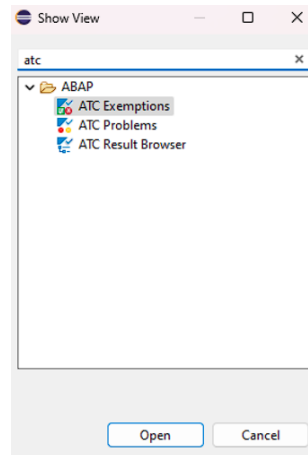 Show View
atc
ABAP
ATC Exemptions
ATC Problems
ATC Result Browser
Open
Cancel